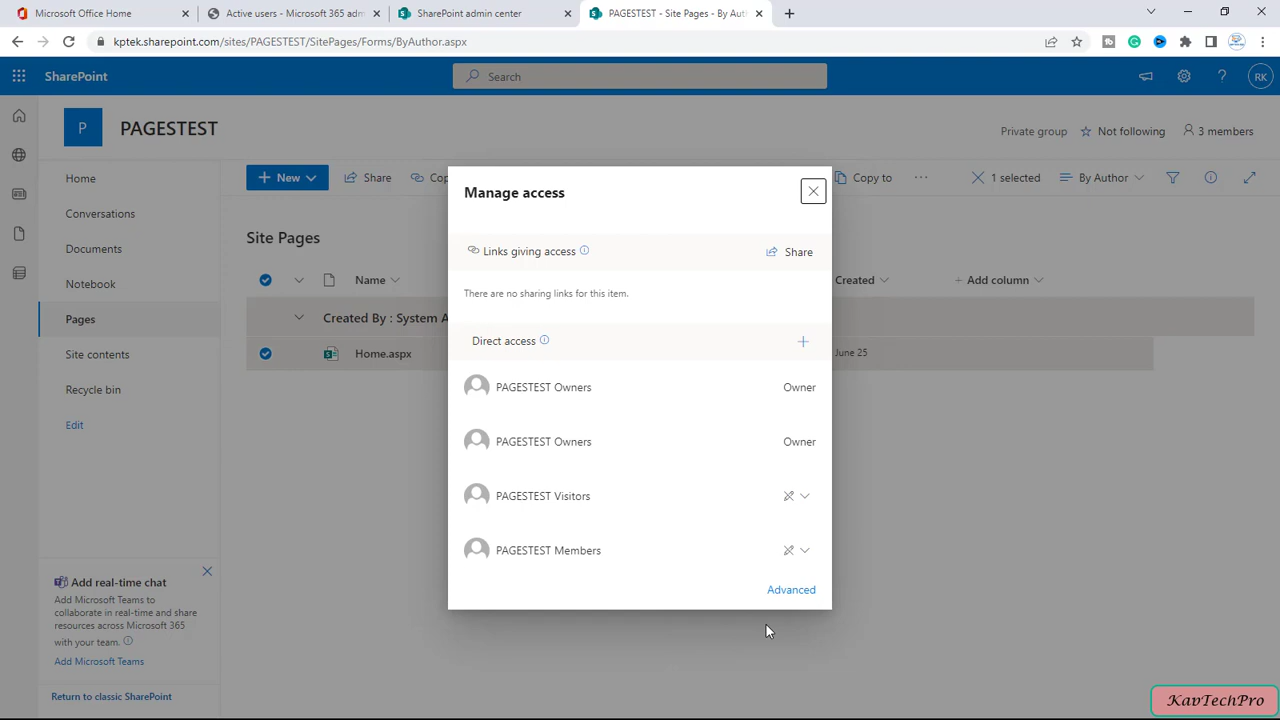 Microsoft Office Home
Active users - Microsoft 365 adm
SharePoint admin center
PAGESTEST - Site Pages - By Auth
kptek.sharepoint.com/sites/PAGESTEST/SitePages/Forms/ByAuthor.aspx
SharePoint
Search
RK
P
PAGESTEST
Private group
Not following
3 members
Home
Conversations
Documents
Notebook
Pages
Site contents
Recycle bin
Edit
New
Share
Cop
Copy to
1 selected
By Author
Site Pages
Name
Created
Add column
Created By : System A
Home.aspx
June 25
Manage access
Links giving access
Share
There are no sharing links for this item.
Direct access
PAGESTEST Owners
Owner
PAGESTEST Owners
Owner
PAGESTEST Visitors
PAGESTEST Members
Advanced
Add real-time chat
Add Microsoft Teams to
collaborate in real-time and share
resources across Microsoft 365
with your team.
Add Microsoft Teams
Return to classic SharePoint
KavTechPro